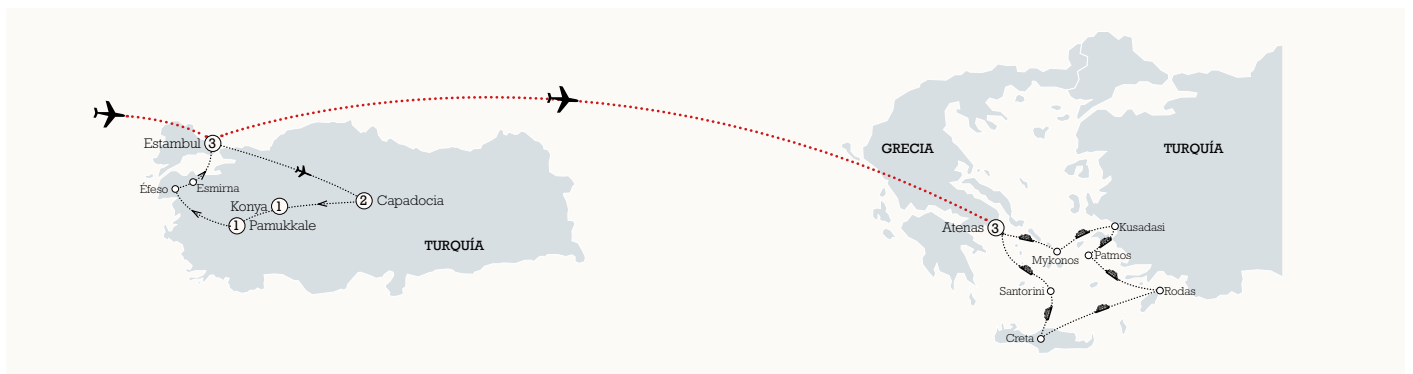 Estambul 3
Éfeso
Esmirna
Konya 1
1 Pamukkale
2 Capadocia
TURQUÍA
GRECIA
TURQUÍA
Atenas 3
Kusadasi
Mykonos
Patmos
Santorini
Rodas
Creta